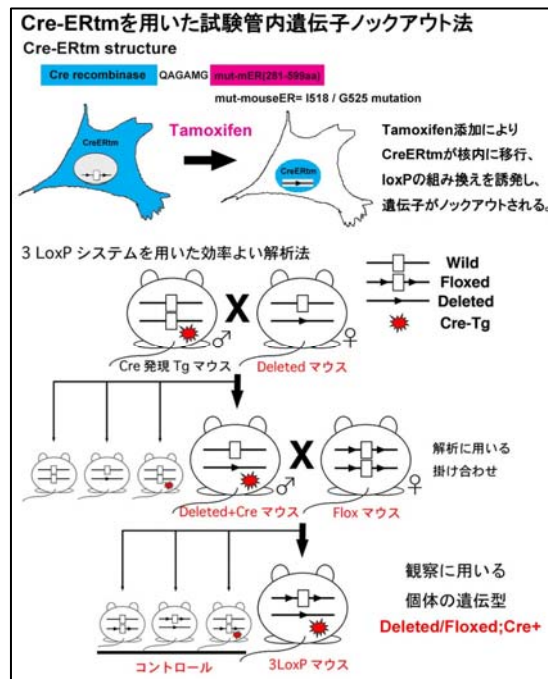 Cre-ERtmを用いた試験管内遺伝子ノックアウト法
Cre-ERtm structure
Cre recombinase QAGAMG mut-mER(281-599aa)
mut-mouseER= I518 / G525 mutation
CreERtm
Tamoxifen
CreERtm
Tamoxifen添加により
CreERtmが核内に移行、
loxPの組み換えを誘発し、
遺伝子がノックアウトされる。
3 LoxP システムを用いた効率よい解析法
Wild
Floxed
Deleted
Cre-Tg
X
♂
♀
Cre 発現 Tg マウス
Deleted マウス
X
解析に用いる
掛け合わせ
♂
♀
Deleted+Cre マウス
Flox マウス
観察に用いる
個体の遺伝型
Deleted/Floxed;Cre+
コントロール
3LoxP マウス